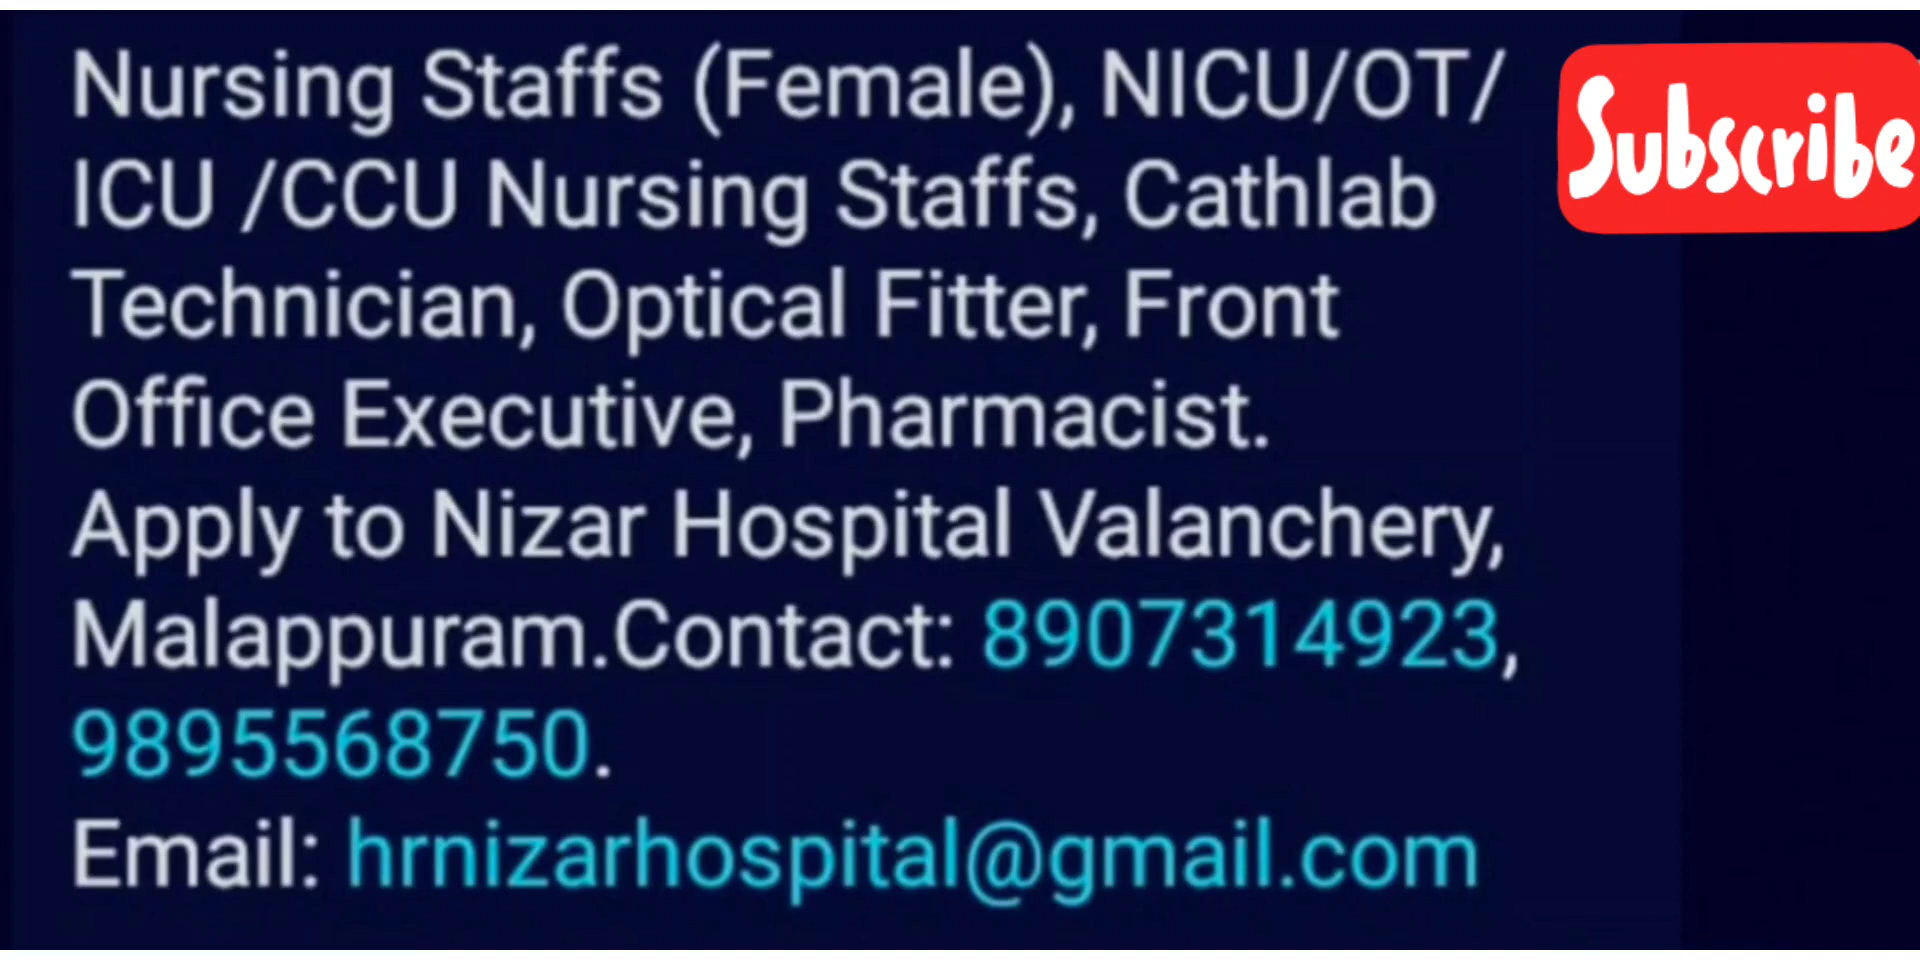 Nursing Staffs (Female), NICU/OT/
ICU /CCU Nursing Staffs, Cathlab
Technician, Optical Fitter, Front
Office Executive, Pharmacist.
Apply to Nizar Hospital Valanchery,
Malappuram.Contact: 8907314923,
9895568750.
Email: hrnizarhospital@gmail.com
Subscribe